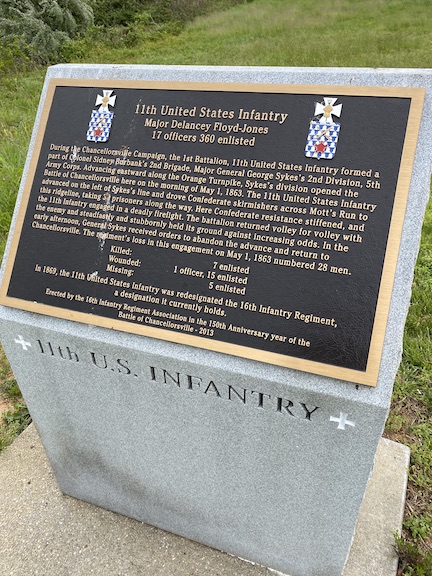 11th United States Infantry
Major Delancey Floyd-Jones
17 officers 360 enlisted
During the Chancellorsville Campaign, the 1st Battalion, 11th United States Infantry formed a
part of Colonel Sidney Burbank's 2nd Brigade, Major General George Sykes's 2nd Division, 5th
Army Corps. Advancing eastward along the Orange Turnpike, Sykes's division opened the
Battle of Chancellorsville here on the morning of May 1, 1863. The 11th United States Infantry
advanced on the left of Sykes's line and drove Confederate skirmishers across Mott's Run to
this ridgeline, taking 3 prisoners along the way. Here Confederate resistance stiffened, and
the 11th Infantry engaged in a deadly firefight. The battalion returned volley for volley with
the enemy and steadfastly and stubbornly held its ground against increasing odds. In the
early afternoon, General Sykes received orders to abandon the advance and return to
Chancellorsville. The regiment's loss in this engagement on May 1, 1863 numbered 28 men.
Killed: 7 enlisted
Wounded: 1 officer, 15 enlisted
Missing: 5 enlisted
In 1869, the 11th United States Infantry was redesignated the 16th Infantry Regiment,
a designation it currently holds.
Erected by the 16th Infantry Regiment Association in the 150th Anniversary year of the
Battle of Chancellorsville - 2013
11th U.S. Infantry